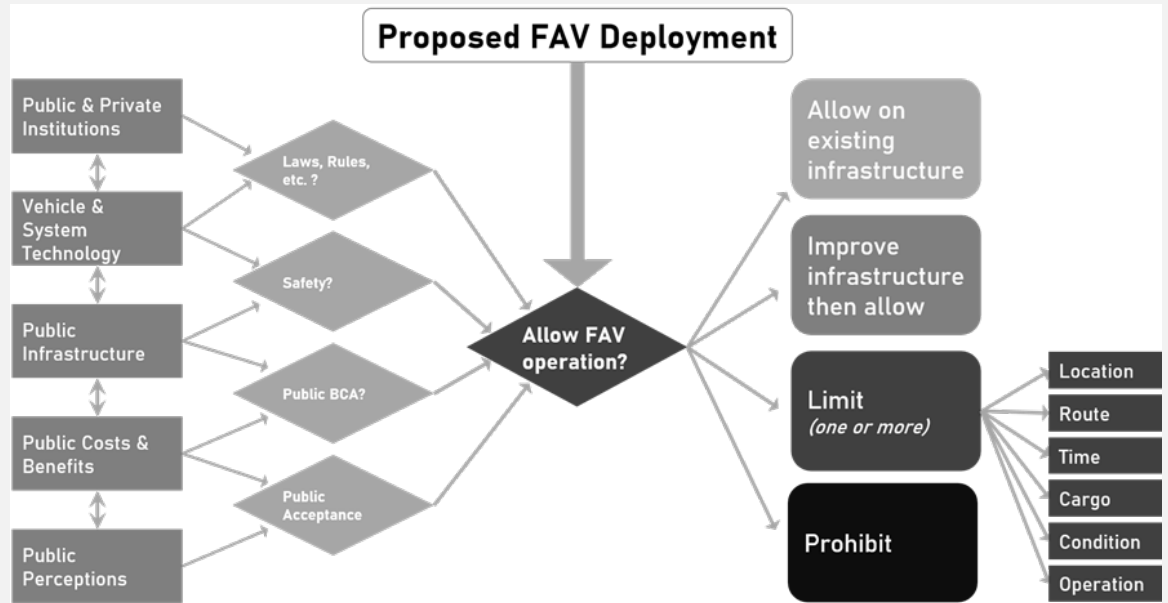 Proposed FAV Deployment
Public & Private
Institutions
Vehicle &
System
Technology
Public
Infrastructure
Public Costs &
Benefits
Public
Perceptions
Laws, Rules,
etc. ?
Safety?
Public BCA?
Public
Acceptance
Allow FAV
operation?
Allow on
existing
infrastructure
Improve
infrastructure
then allow
Limit
(one or more)
Prohibit
Location
Route
Time
Cargo
Condition
Operation